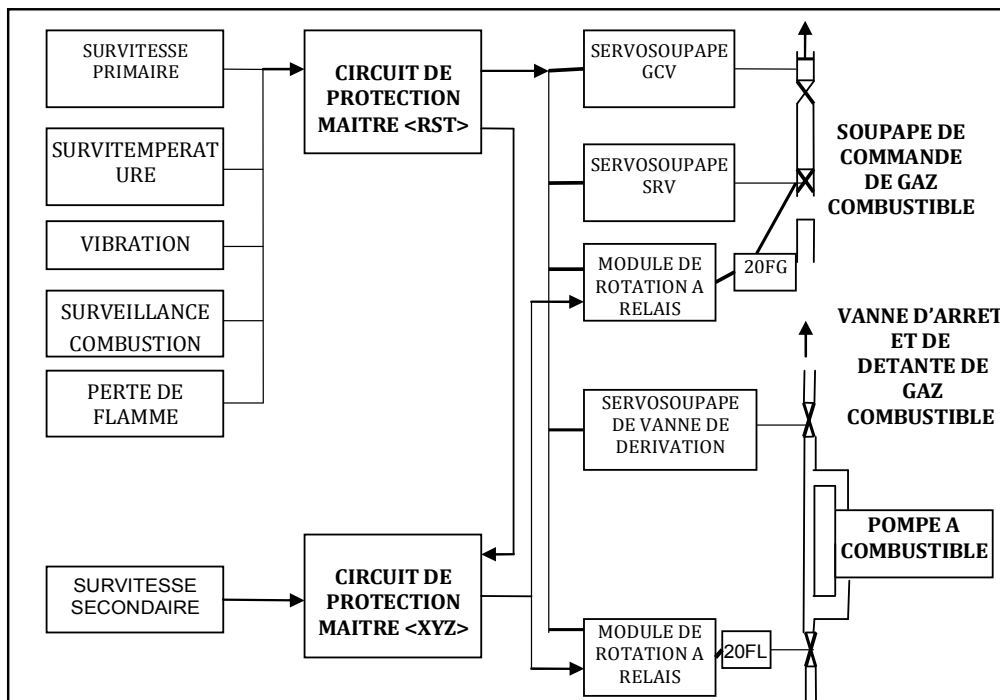 SURVITESSE
PRIMAIRE
SURVITEMPERAT
URE
VIBRATION
SURVEILLANCE
COMBUSTION
PERTE DE
FLAMME
SURVITESSE
SECONDAIRE
CIRCUIT DE
PROTECTION
MAITRE <RST>
CIRCUIT DE
PROTECTION
MAITRE <XYZ>
SERVOSOUPAPE
GCV
SERVOSOUPAPE
SRV
MODULE DE
ROTATION A
RELAIS
20FG
SERVOSOUPAPE
DE VANNE DE
DERIVATION
MODULE DE
ROTATION A
RELAIS
20FL
SOUPAPE DE
COMMANDE
DE GAZ
COMBUSTIBLE
VANNE D'ARRET
ET DE
DETANTE DE
GAZ
COMBUSTIBLE
POMPE A
COMBUSTIBLE